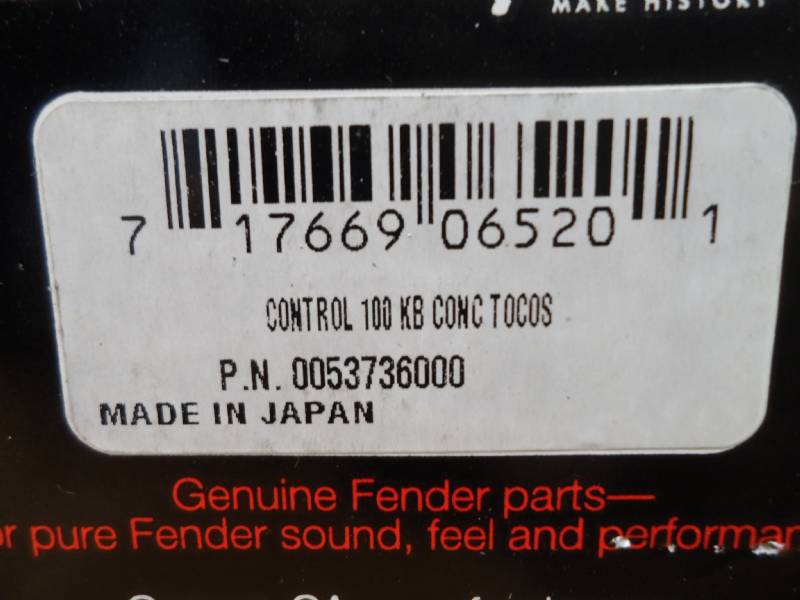 MAKE HISTORY
7 17669 06520 1
CONTROL 100 KB CONC TOCOS
P.N. 0053736000
MADE IN JAPAN
Genuine Fender parts—
pure Fender sound, feel and